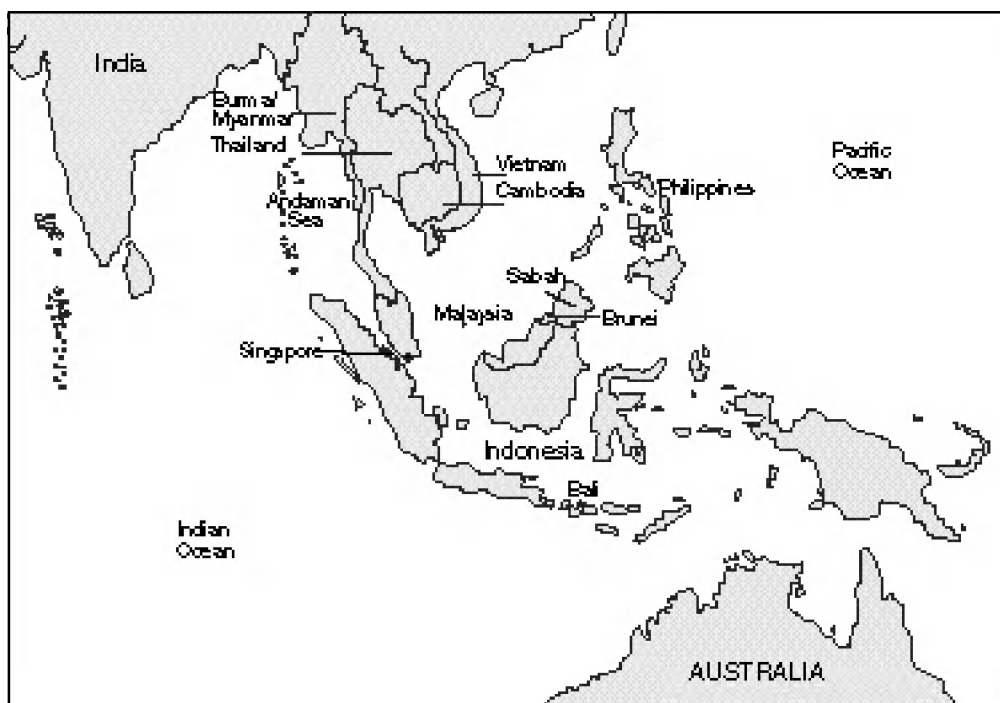 India
Burma/
Myanmar
Thailand
Vietnam
Cambodia
Andaman
Sea
Philippines
Pacific
Ocean
Sabah
Malaysia
Brunei
Singapore
Indonesia
Bali
Indian
Ocean
AUSTRALIA